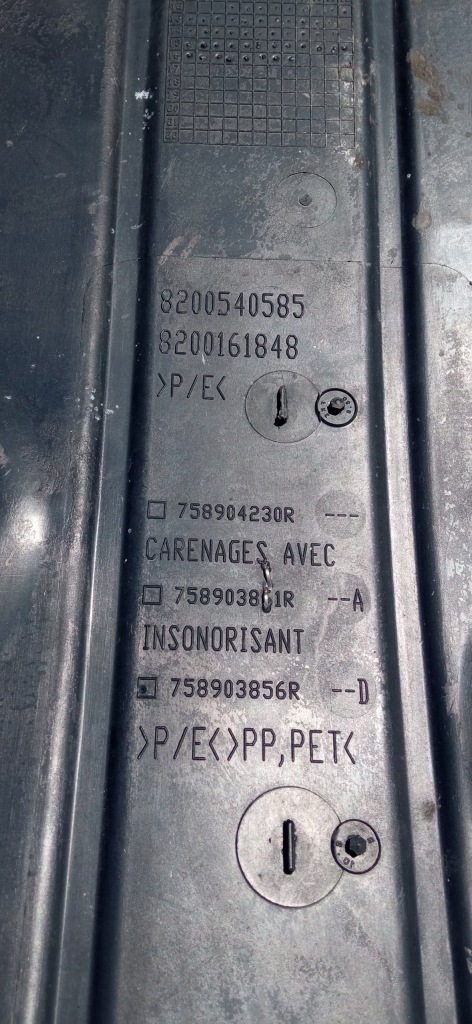 8200540585
8200161848
>P/E<
758904230R ---
CARENAGES AVEC
--A
INSONORISANT
758903856R --D
>P/E<>PP,PET<